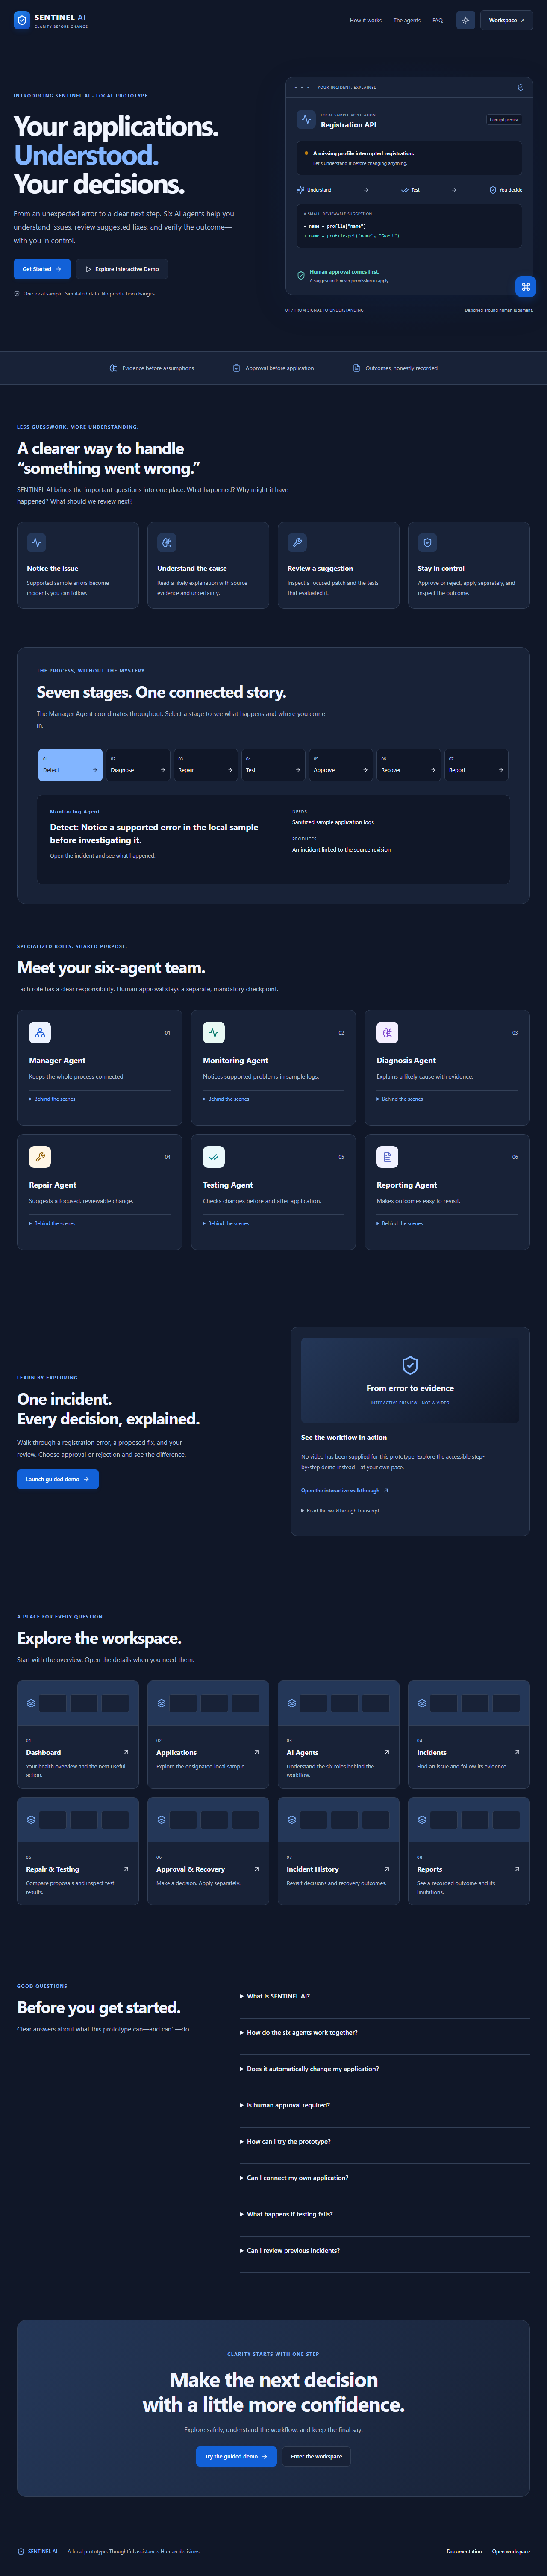 SENTINEL AI
CLARITY BEFORE CHANGE
How it works
The agents
FAQ
Workspace ↗
INTRODUCING SENTINEL AI · LOCAL PROTOTYPE
Your applications.
Understood.
Your decisions.
From an unexpected error to a clear next step. Six AI agents help you
understand issues, review suggested fixes, and verify the outcome—
with you in control.
Get Started →
Explore Interactive Demo
One local sample. Simulated data. No production changes.
YOUR INCIDENT, EXPLAINED
LOCAL SAMPLE APPLICATION
Registration API
Concept preview
A missing profile interrupted registration.
Let's understand it before changing anything.
Understand
→
Test
→
You decide
A SMALL, REVIEWABLE SUGGESTION
− name = profile["name"]
+ name = profile.get("name", "Guest")
Human approval comes first.
A suggestion is never permission to apply.
01 / FROM SIGNAL TO UNDERSTANDING
Designed around human judgment.
Evidence before assumptions
Approval before application
Outcomes, honestly recorded
LESS GUESSWORK. MORE UNDERSTANDING.
A clearer way to handle
“something went wrong.”
SENTINEL AI brings the important questions into one place. What happened? Why might it have
happened? What should we review next?
Notice the issue
Supported sample errors become
incidents you can follow.
Understand the cause
Read a likely explanation with source
evidence and uncertainty.
Review a suggestion
Inspect a focused patch and the tests
that evaluated it.
Stay in control
Approve or reject, apply separately, and
inspect the outcome.
THE PROCESS, WITHOUT THE MYSTERY
Seven stages. One connected story.
The Manager Agent coordinates throughout. Select a stage to see what happens and where you come
in.
01
Detect →
02
Diagnose →
03
Repair →
04
Test →
05
Approve →
06
Recover →
07
Report →
Monitoring Agent
Detect: Notice a supported error in the local sample
before investigating it.
Open the incident and see what happened.
NEEDS
Sanitized sample application logs
PRODUCES
An incident linked to the source revision
SPECIALIZED ROLES. SHARED PURPOSE.
Meet your six-agent team.
Each role has a clear responsibility. Human approval stays a separate, mandatory checkpoint.
01
Manager Agent
Keeps the whole process connected.
▶ Behind the scenes
02
Monitoring Agent
Notices supported problems in sample logs.
▶ Behind the scenes
03
Diagnosis Agent
Explains a likely cause with evidence.
▶ Behind the scenes
04
Repair Agent
Suggests a focused, reviewable change.
▶ Behind the scenes
05
Testing Agent
Checks changes before and after application.
▶ Behind the scenes
06
Reporting Agent
Makes outcomes easy to revisit.
▶ Behind the scenes
LEARN BY EXPLORING
One incident.
Every decision, explained.
Walk through a registration error, a proposed fix, and your
review. Choose approval or rejection and see the difference.
Launch guided demo →
From error to evidence
INTERACTIVE PREVIEW · NOT A VIDEO
See the workflow in action
No video has been supplied for this prototype. Explore the accessible step-
by-step demo instead—at your own pace.
Open the interactive walkthrough ↗
▶ Read the walkthrough transcript
A PLACE FOR EVERY QUESTION
Explore the workspace.
Start with the overview. Open the details when you need them.
01
Dashboard ↗
Your health overview and the next useful
action.
02
Applications ↗
Explore the designated local sample.
03
AI Agents ↗
Understand the six roles behind the
workflow.
04
Incidents ↗
Find an issue and follow its evidence.
05
Repair & Testing ↗
Compare proposals and inspect test
results.
06
Approval & Recovery ↗
Make a decision. Apply separately.
07
Incident History ↗
Revisit decisions and recovery outcomes.
08
Reports ↗
See a recorded outcome and its
limitations.
GOOD QUESTIONS
Before you get started.
Clear answers about what this prototype can—and can't—do.
▶ What is SENTINEL AI?
▶ How do the six agents work together?
▶ Does it automatically change my application?
▶ Is human approval required?
▶ How can I try the prototype?
▶ Can I connect my own application?
▶ What happens if testing fails?
▶ Can I review previous incidents?
CLARITY STARTS WITH ONE STEP
Make the next decision
with a little more confidence.
Explore safely, understand the workflow, and keep the final say.
Try the guided demo →
Enter the workspace
SENTINEL AI
A local prototype. Thoughtful assistance. Human decisions.
Documentation
Open workspace